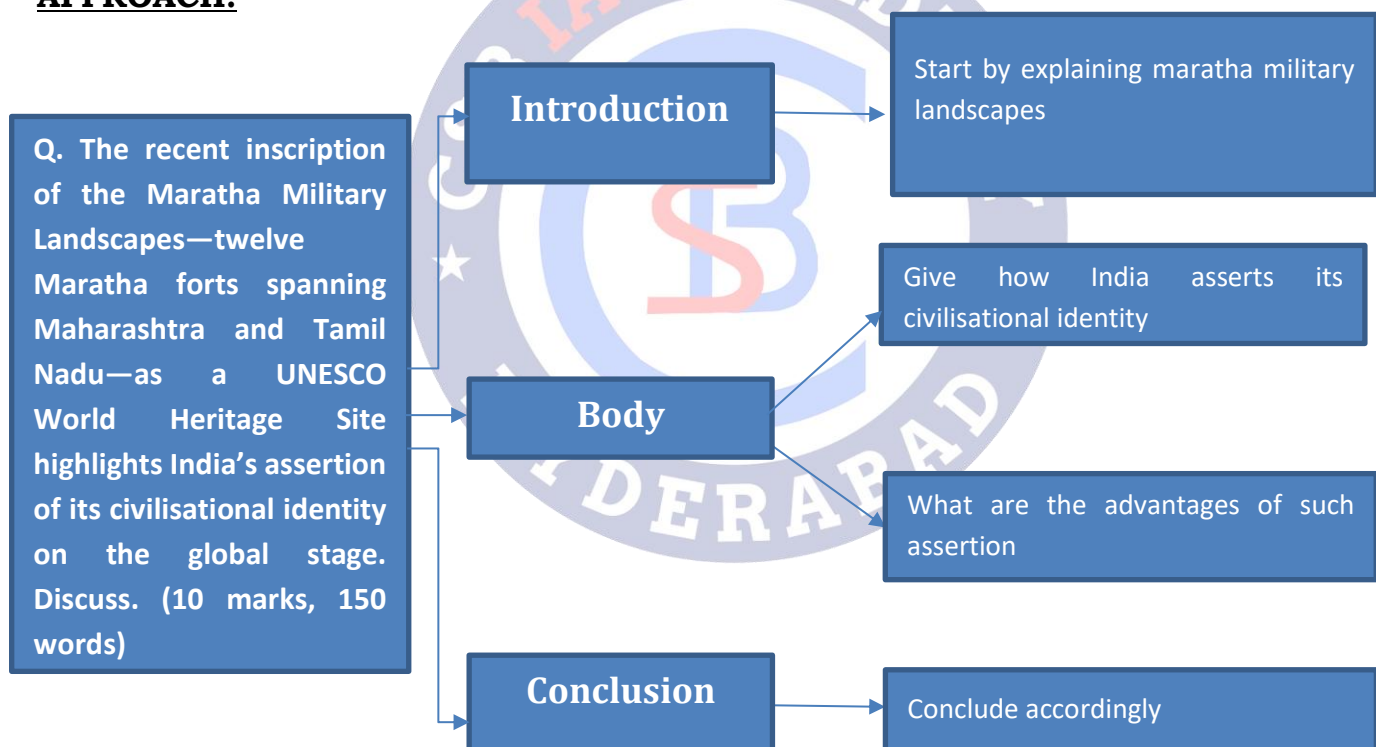 APPROACH:
Q. The recent inscription
of the Maratha Military
Landscapes—twelve
Maratha forts spanning
Maharashtra and Tamil
Nadu—as a UNESCO
World Heritage Site
highlights India’s assertion
of its civilisational identity
on the global stage.
Discuss. (10 marks, 150
words)
Introduction
Start by explaining maratha military
landscapes
Body
Give how India asserts its
civilisational identity
What are the advantages of such
assertion
Conclusion
Conclude accordingly
HYDERABAD